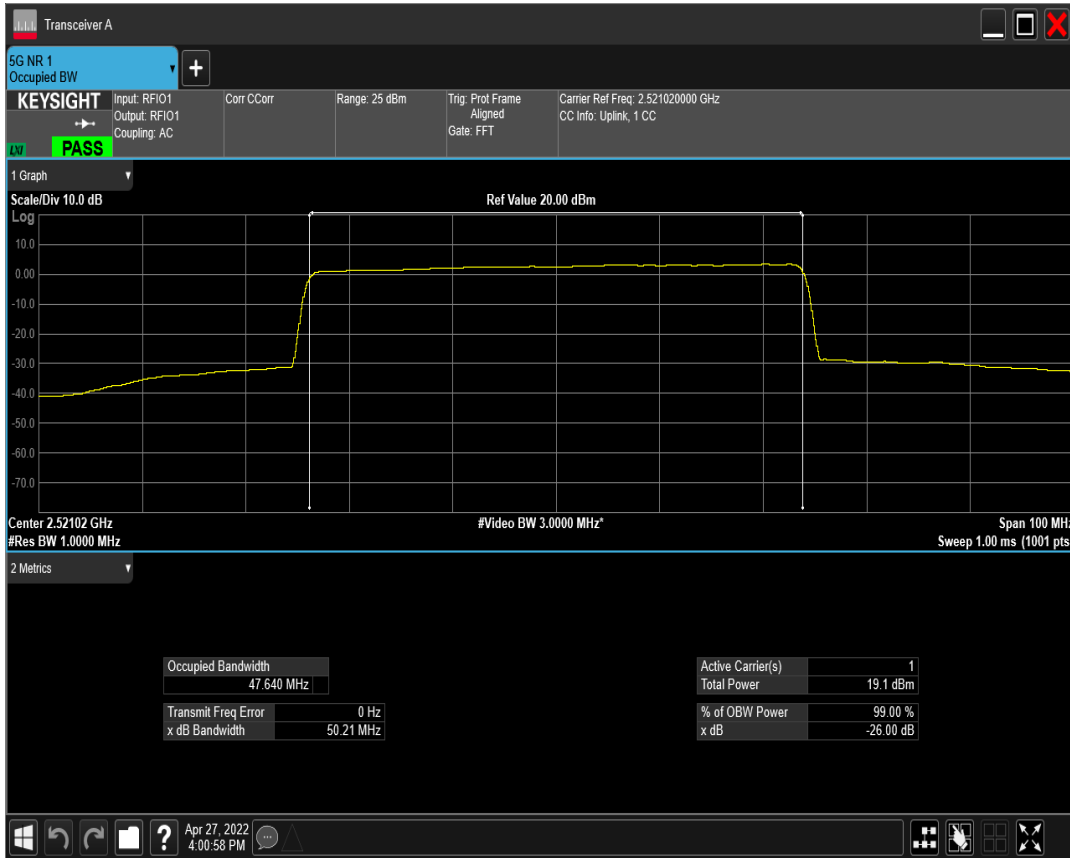 Transceiver A
5G NR 1
Occupied BW
+
KEYSIGHT
Input: RFIO1
Output: RFIO1
Coupling: AC
Corr CCorr
Range: 25 dBm
Trig: Prot Frame
Aligned
Gate: FFT
Carrier Ref Freq: 2.521020000 GHz
CC Info: Uplink, 1 CC
LXI
PASS
1 Graph
Scale/Div 10.0 dB
Ref Value 20.00 dBm
Log
10.0
0.00
-10.0
-20.0
-30.0
-40.0
-50.0
-60.0
-70.0
Center 2.52102 GHz
#Video BW 3.0000 MHz*
Span 100 MHz
#Res BW 1.0000 MHz
Sweep 1.00 ms (1001 pts
2 Metrics
Occupied Bandwidth
47.640 MHz
Transmit Freq Error 0 Hz
x dB Bandwidth 50.21 MHz
Active Carrier(s) 1
Total Power 19.1 dBm
% of OBW Power 99.00 %
x dB -26.00 dB
?
Apr 27, 2022
4:00:58 PM